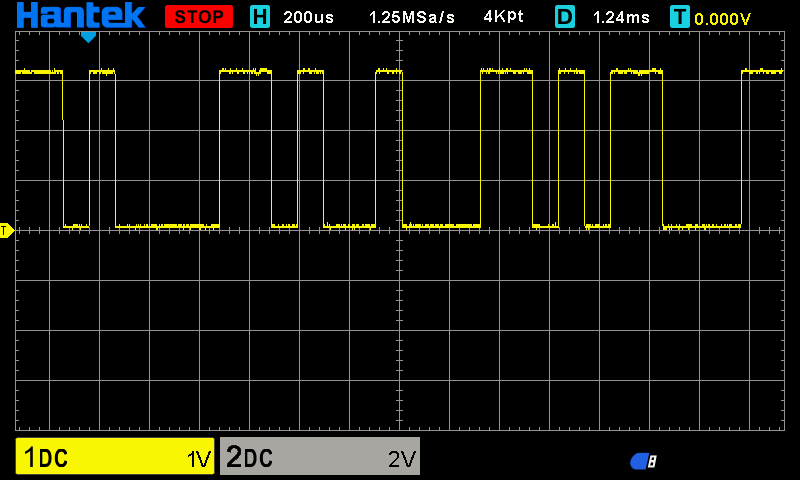 Hantek STOP H 200us 1.25MSa/s 4Kpt D 1.24ms T 0.000V
T
1DC 1V 2DC 2V